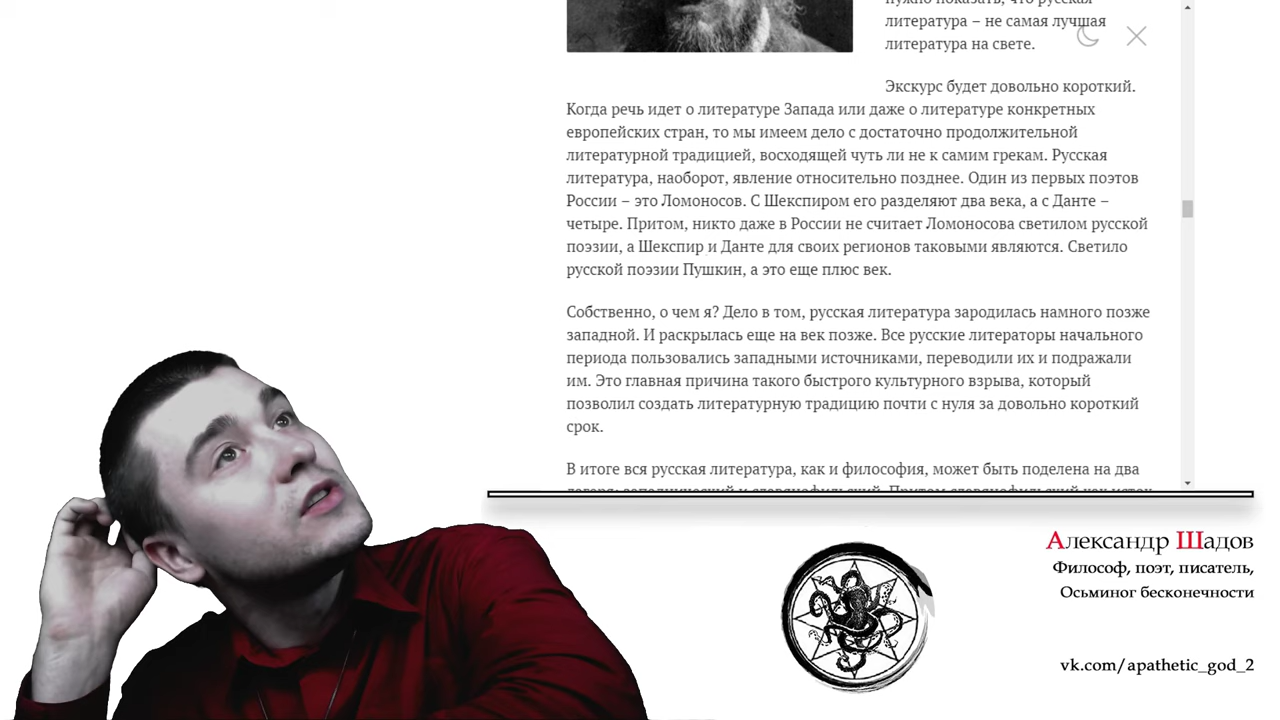 нужно показать, что русская
литература – не самая лучшая
литература на свете.
Экскурс будет довольно короткий.
Когда речь идет о литературе Запада или даже о литературе конкретных
европейских стран, то мы имеем дело с достаточно продолжительной
литературной традицией, восходящей чуть ли не к самим грекам. Русская
литература, наоборот, явление относительно позднее. Один из первых поэтов
России – это Ломоносов. С Шекспиром его разделяют два века, а с Данте –
четыре. Притом, никто даже в России не считает Ломоносова светилом русской
поэзии, а Шекспир и Данте для своих регионов таковыми являются. Светило
русской поэзии Пушкин, а это еще плюс век.
Собственно, о чем я? Дело в том, русская литература зародилась намного позже
западной. И раскрылась еще на век позже. Все русские литераторы начального
периода пользовались западными источниками, переводили их и подражали
им. Это главная причина такого быстрого культурного взрыва, который
позволил создать литературную традицию почти с нуля за довольно короткий
срок.
В итоге вся русская литература, как и философия, может быть поделена на два
лагеря: западнический и славянофильский. Притом славянофильский как исток
Александр Шадов
Философ, поэт, писатель,
Осьминог бесконечности
vk.com/apathetic_god_2